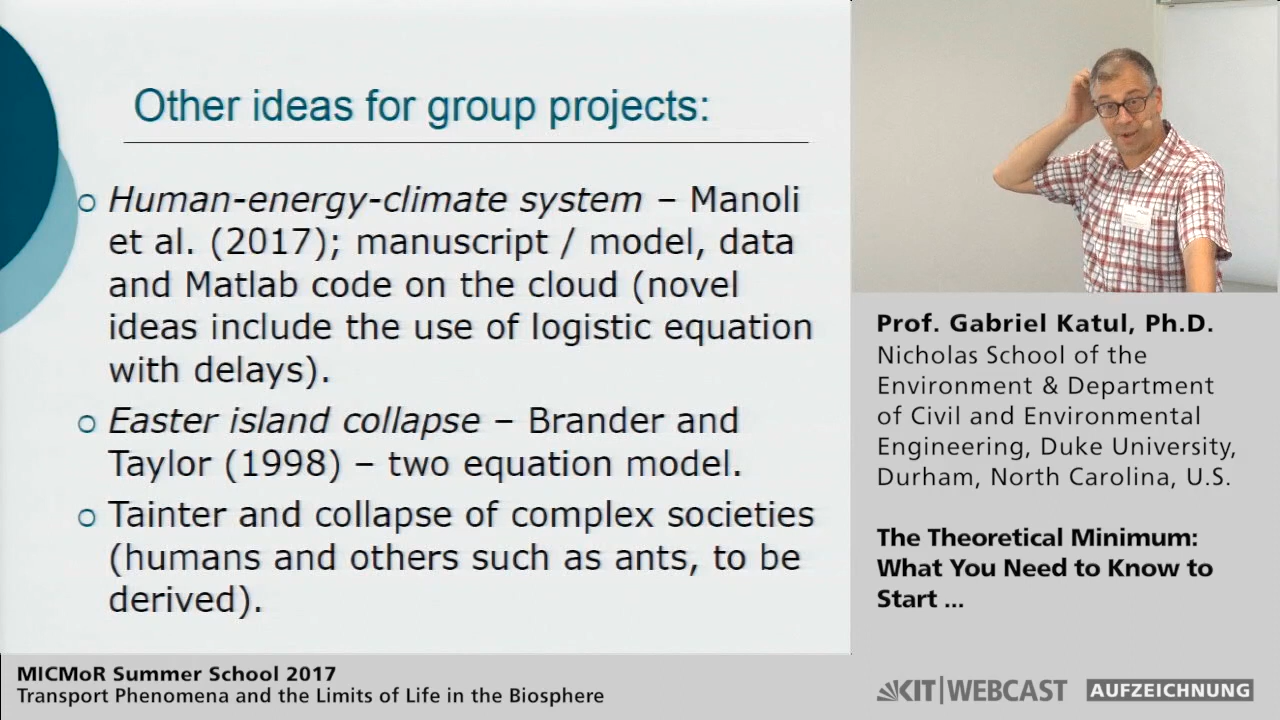 Other ideas for group projects:
Human-energy-climate system – Manoli
et al. (2017); manuscript / model, data
and Matlab code on the cloud (novel
ideas include the use of logistic equation
with delays).
Easter island collapse – Brander and
Taylor (1998) – two equation model.
Tainter and collapse of complex societies
(humans and others such as ants, to be
derived).
Prof. Gabriel Katul, Ph.D.
Nicholas School of the
Environment & Department
of Civil and Environmental
Engineering, Duke University,
Durham, North Carolina, U.S.
The Theoretical Minimum:
What You Need to Know to
Start ...
MICMoR Summer School 2017
Transport Phenomena and the Limits of Life in the Biosphere
KIT|WEBCAST AUFZEICHNUNG